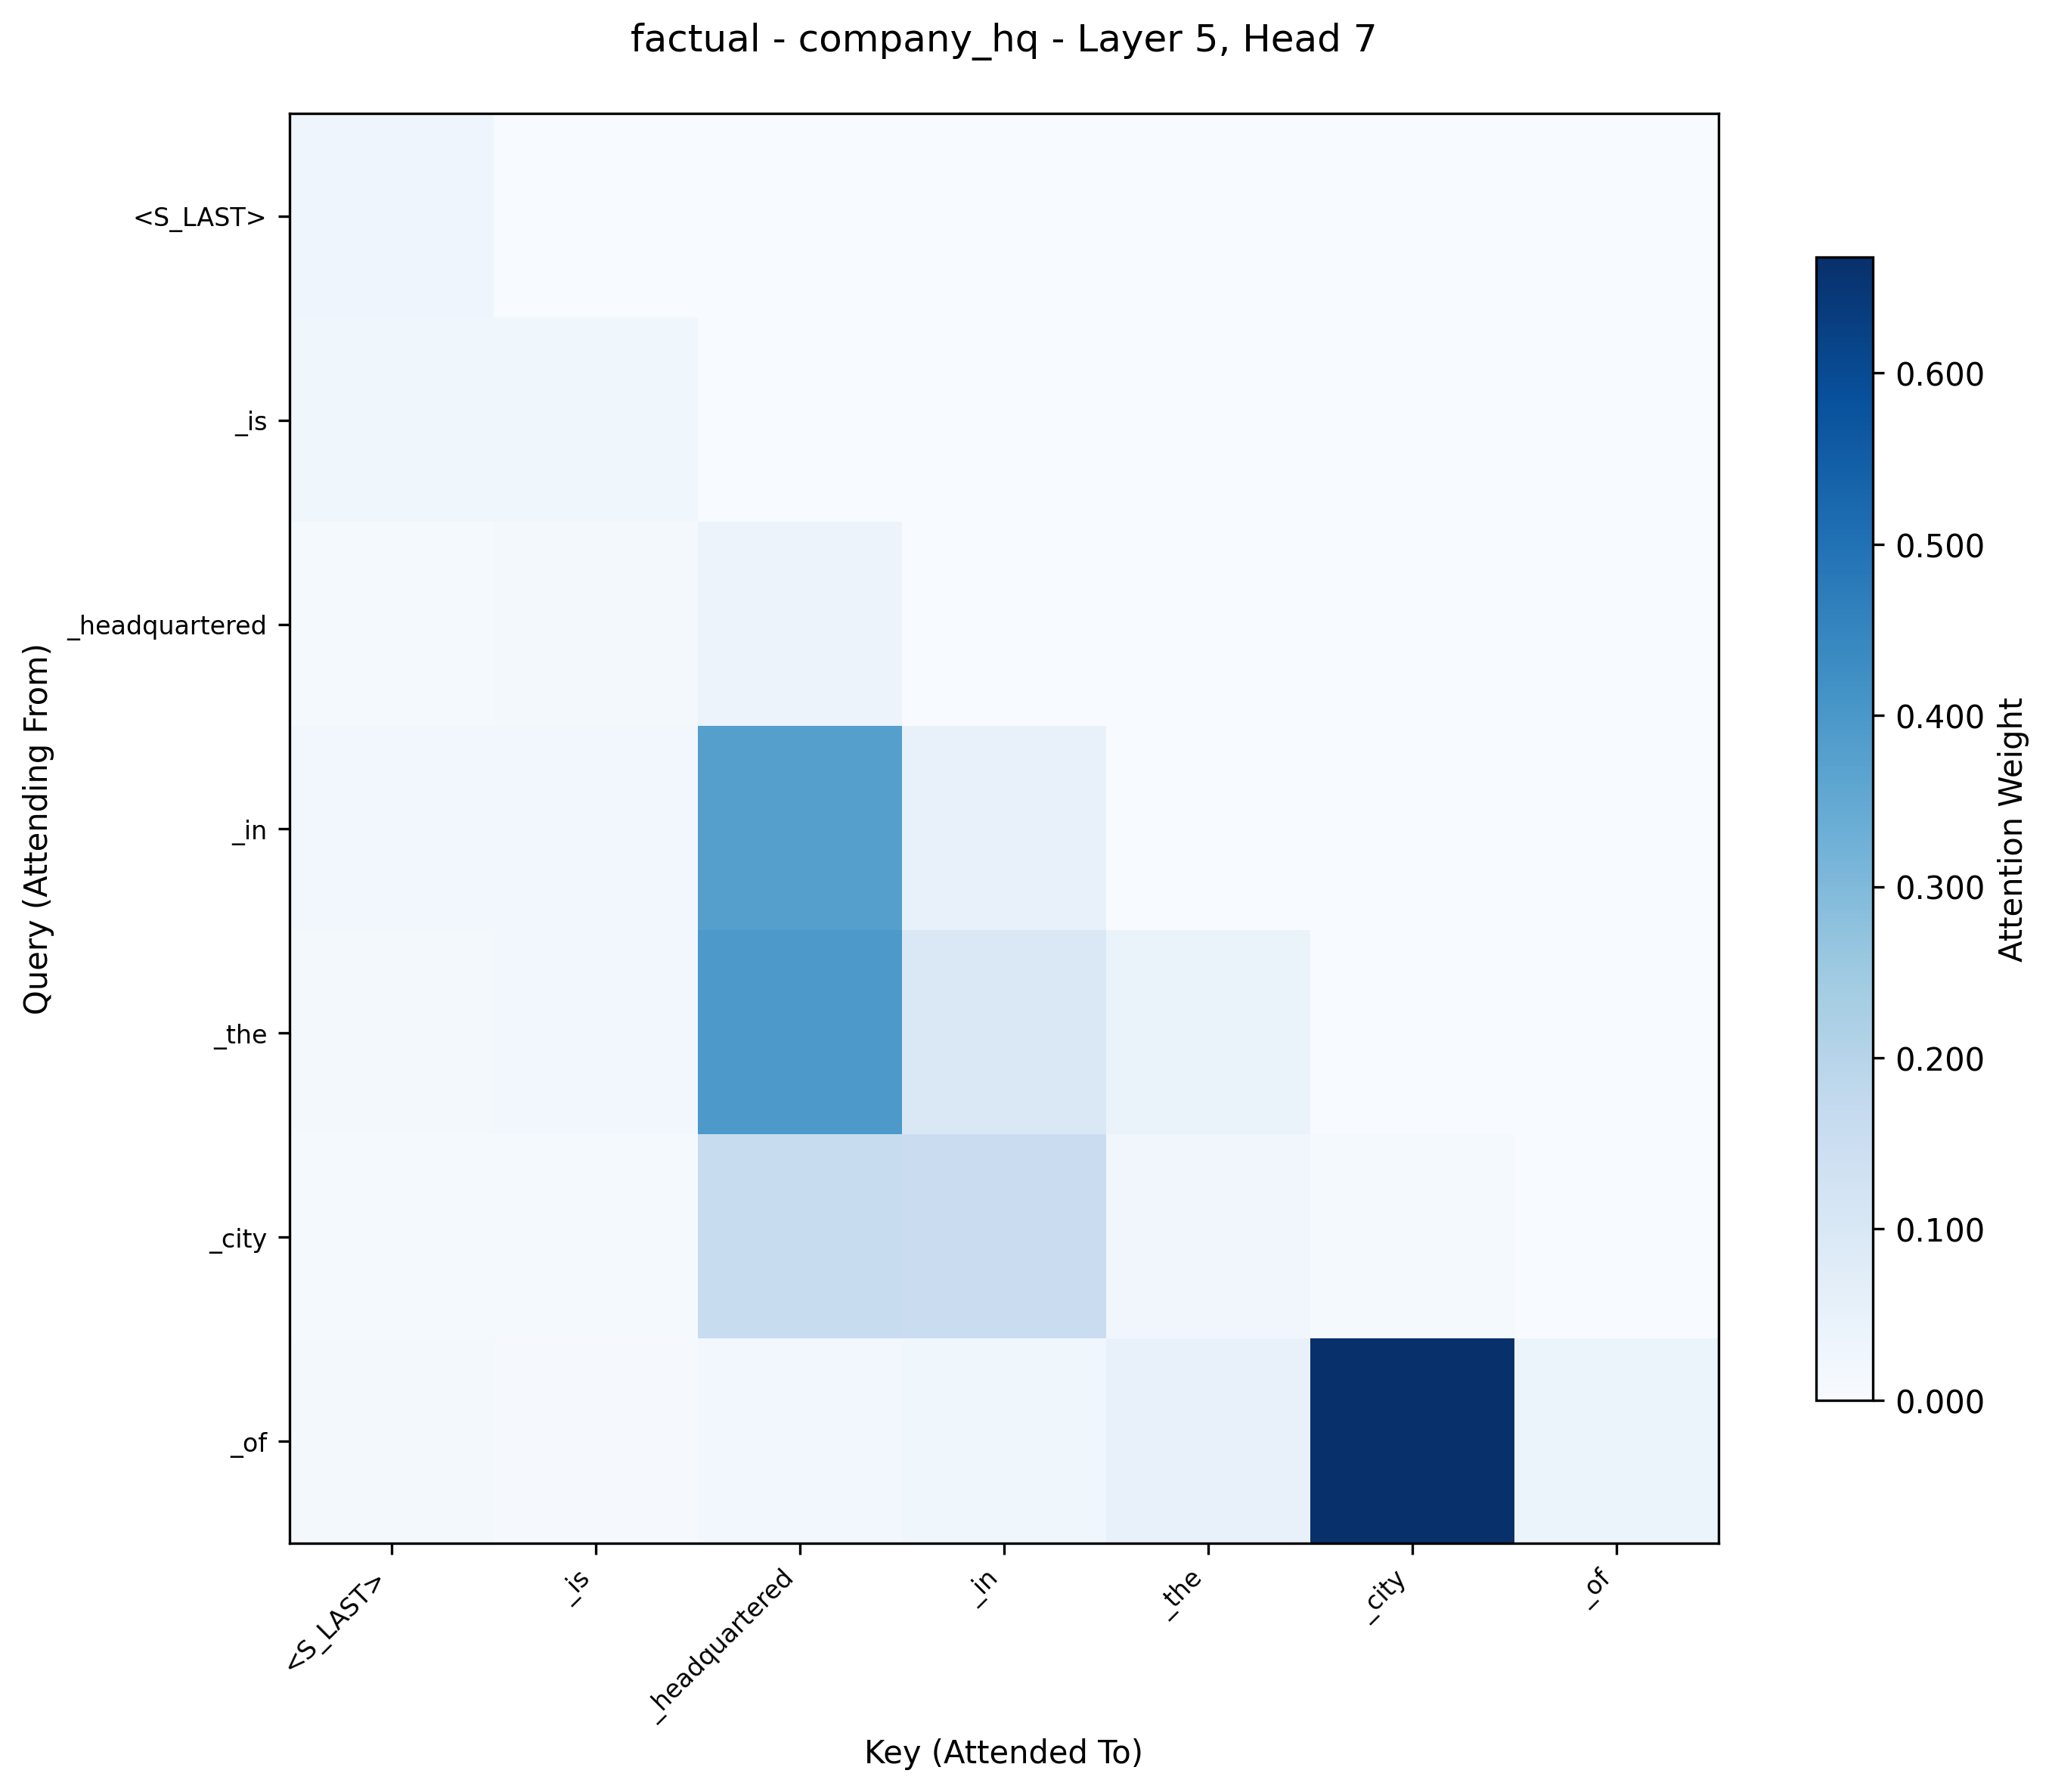 factual - company_hq - Layer 5, Head 7
Query (Attending From)
<S_LAST>
_is
_headquartered
_in
_the
_city
_of
<S_LAST>
_is
_headquartered
_in
_the
_city
_of
Key (Attended To)
0.600
0.500
0.400
0.300
0.200
0.100
0.000
Attention Weight